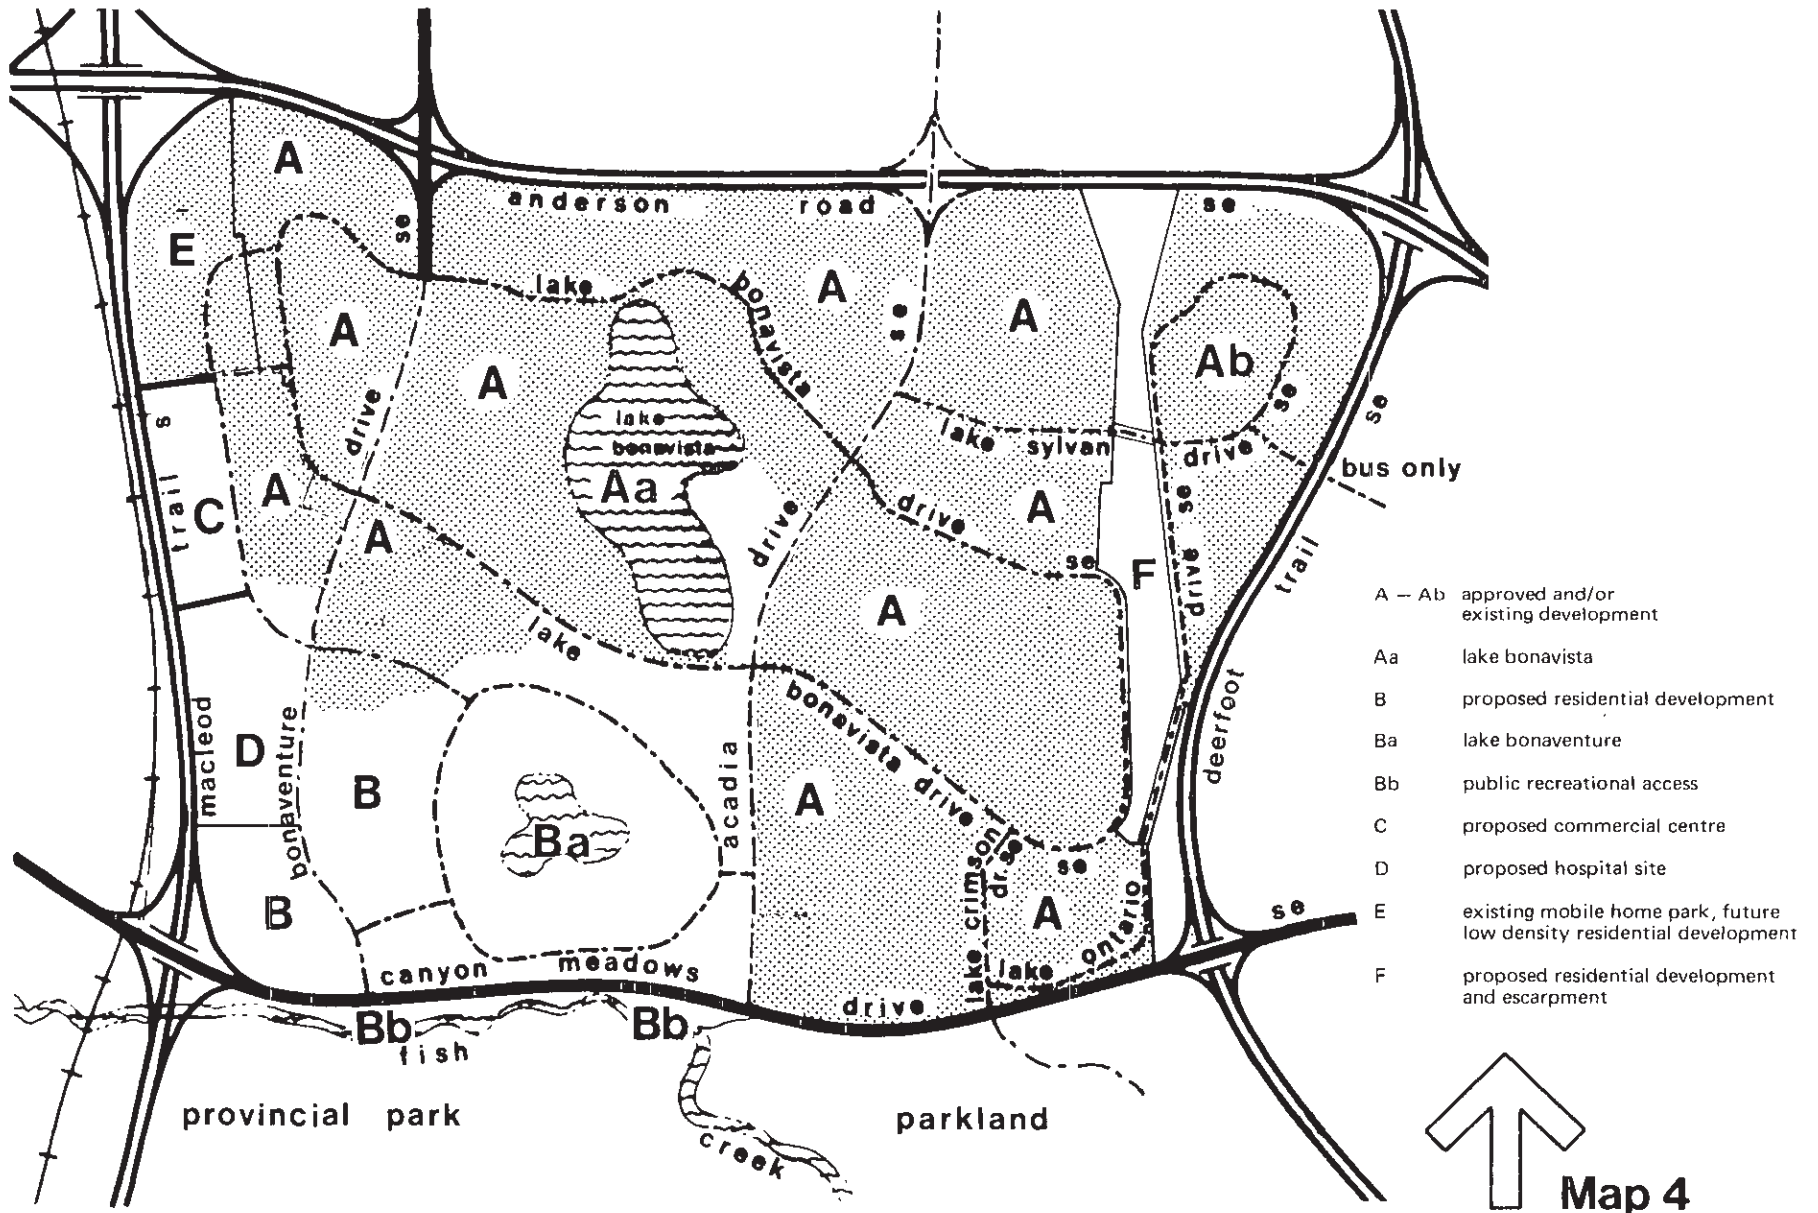 A
anderson road
se
se
E
lake
bonavista
A
se
A
A
A
Ab
drive
A
lake
bonavista
Aa
lake sylvan
drive
se
se
bus only
trail s
C
A
A
drive
drive
se
A
drive se
F
trail
A
lake
bonavista drive
macleod
D
bonaventure
B
Ba
acadia
A
deerfoot
lake crimson
dr. se
se
A
ontario
lake
B
se
canyon meadows
drive
Bb
Bb
fish
creek
provincial park
parkland
A – Ab approved and/or
existing development
Aa lake bonavista
B proposed residential development
Ba lake bonaventure
Bb public recreational access
C proposed commercial centre
D proposed hospital site
E existing mobile home park, future
low density residential development
F proposed residential development
and escarpment
Map 4